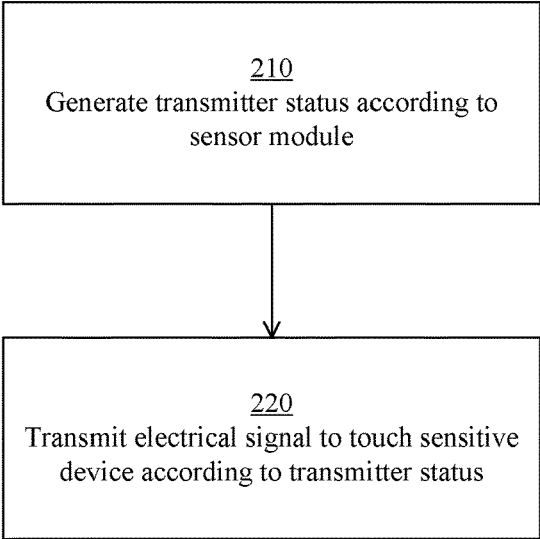 210
Generate transmitter status according to
sensor module
220
Transmit electrical signal to touch sensitive
device according to transmitter status